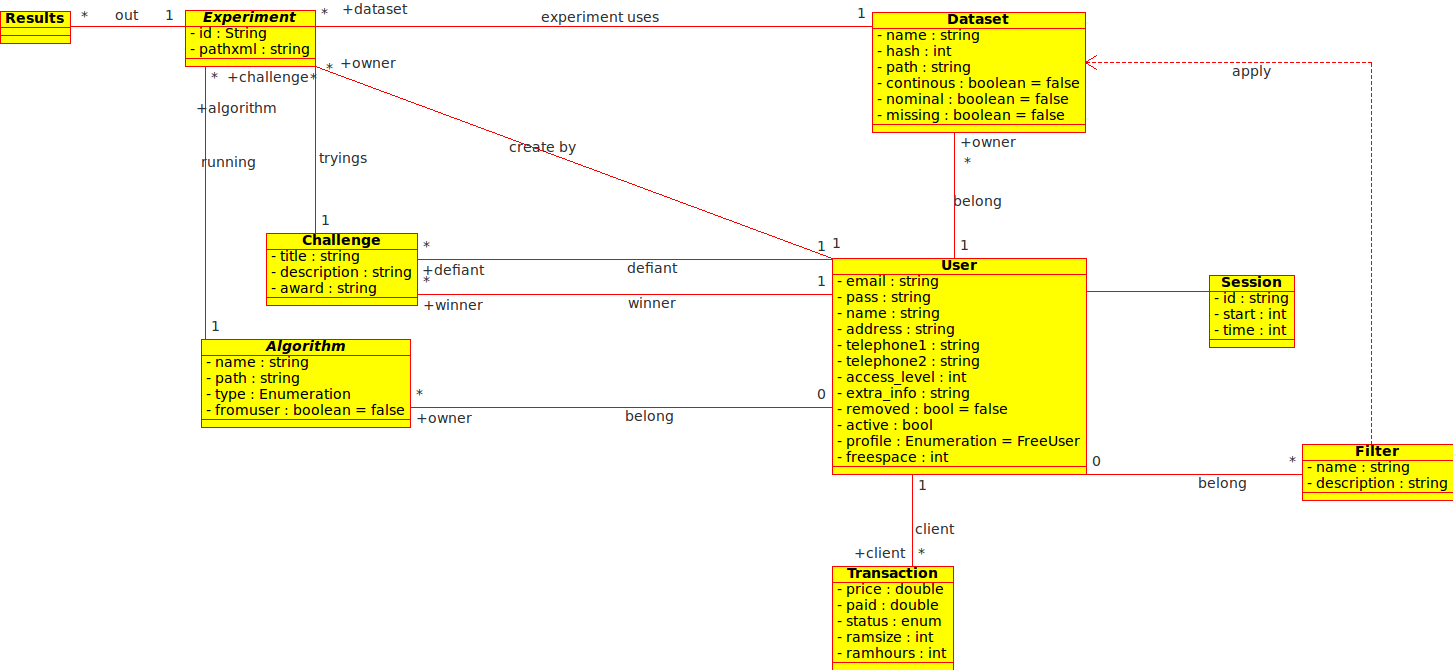 Results
* out 1
Experiment
- id : String
- pathxml : string
* +dataset
experiment uses
1
Dataset
- name : string
- hash : int
- path : string
- continous : boolean = false
- nominal : boolean = false
- missing : boolean = false
apply
* +challenge*
* +owner
+algorithm
running
tryings
create by
+owner
*
belong
1
1
Challenge
- title : string
- description : string
- award : string
*
+defiant
defiant
1 1
*
+winner
winner
1
User
- email : string
- pass : string
- name : string
- address : string
- telephone1 : string
- telephone2 : string
- access_level : int
- extra_info : string
- removed : bool = false
- active : bool
- profile : Enumeration = FreeUser
- freespace : int
Session
- id : string
- start : int
- time : int
1
Algorithm
- name : string
- path : string
- type : Enumeration
- fromuser : boolean = false
*
+owner
belong
0
0
belong
*
Filter
- name : string
- description : string
1
client
+client *
Transaction
- price : double
- paid : double
- status : enum
- ramsize : int
- ramhours : int